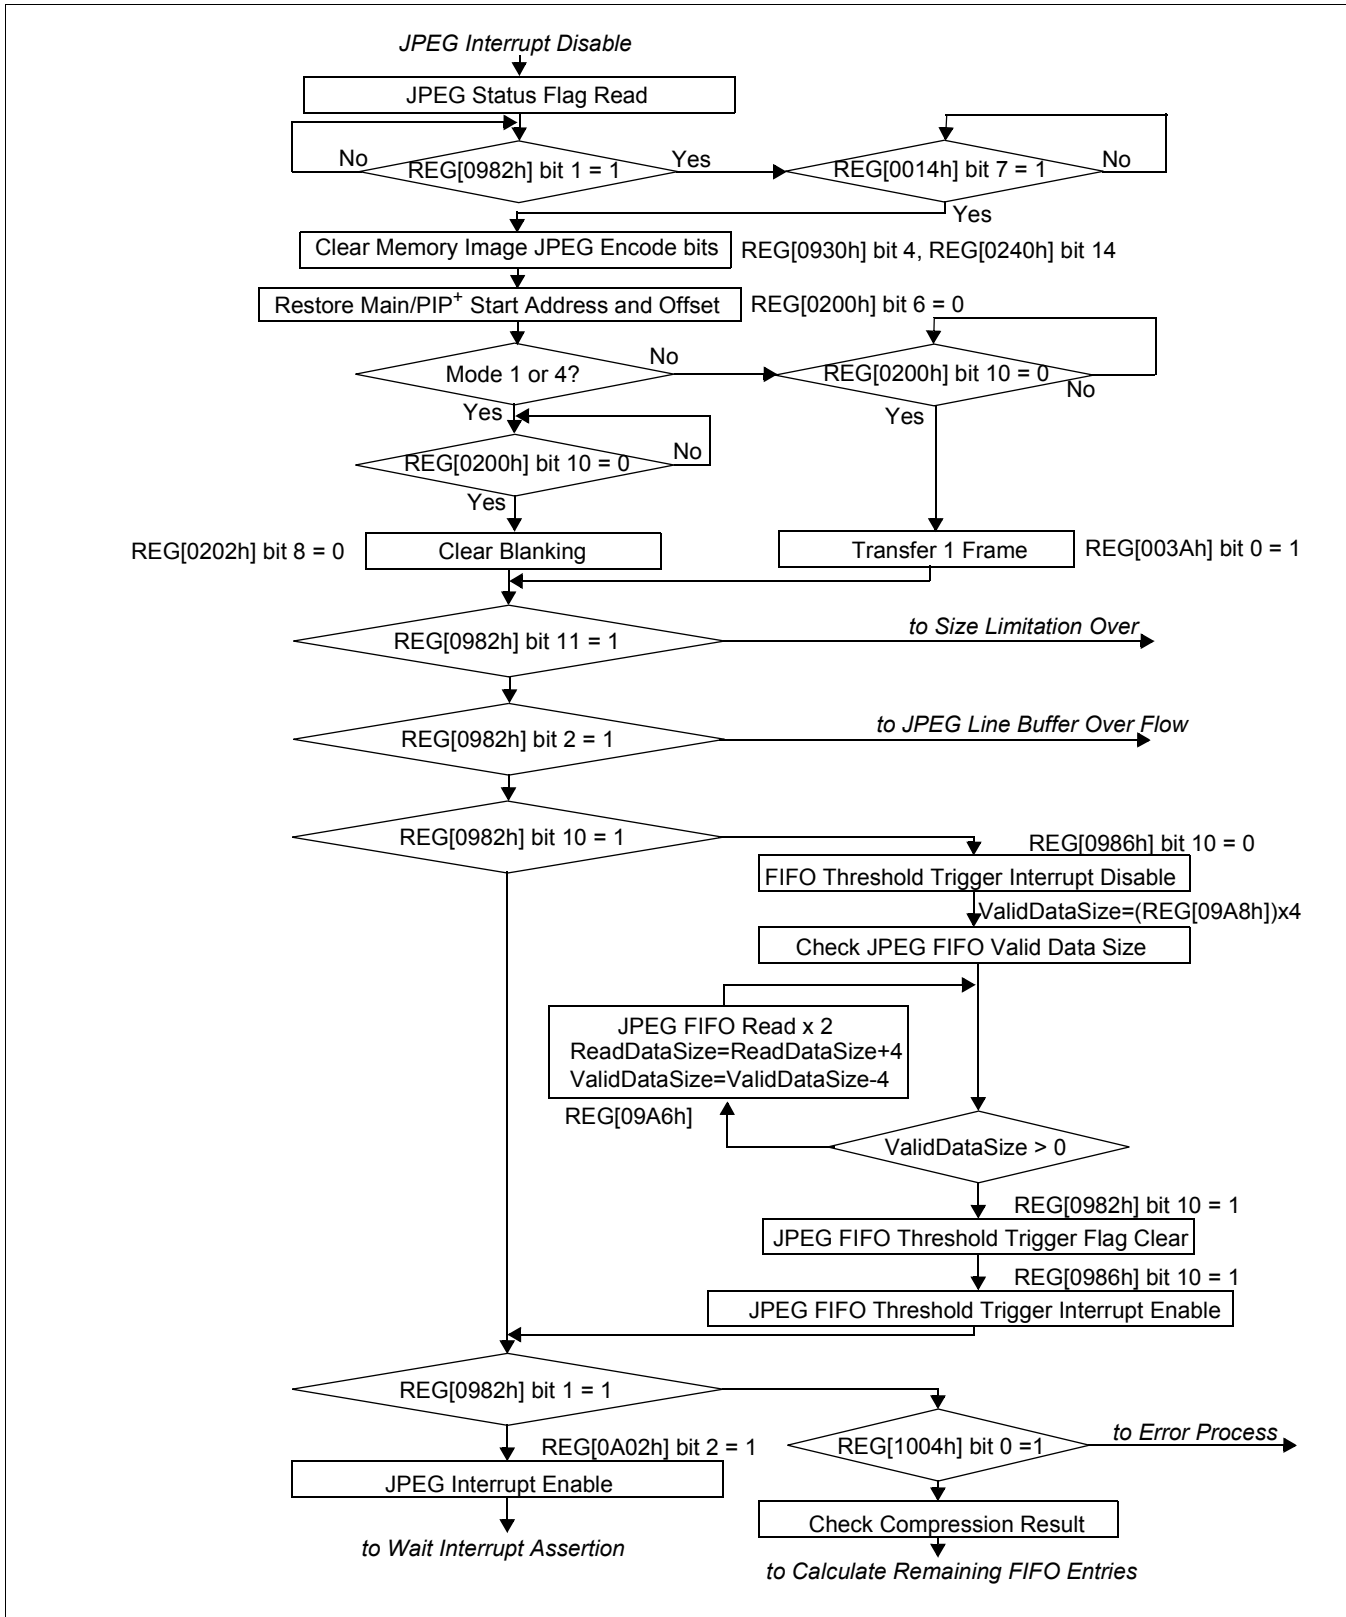 JPEG Interrupt Disable
JPEG Status Flag Read
No
REG[0982h] bit 1 = 1
Yes
REG[0014h] bit 7 = 1
No
Yes
Clear Memory Image JPEG Encode bits
REG[0930h] bit 4, REG[0240h] bit 14
Restore Main/PIP+ Start Address and Offset
REG[0200h] bit 6 = 0
Mode 1 or 4?
No
REG[0200h] bit 10 = 0
No
Yes
Yes
REG[0200h] bit 10 = 0
No
Yes
REG[0202h] bit 8 = 0
Clear Blanking
Transfer 1 Frame
REG[003Ah] bit 0 = 1
REG[0982h] bit 11 = 1
to Size Limitation Over
REG[0982h] bit 2 = 1
to JPEG Line Buffer Over Flow
REG[0982h] bit 10 = 1
REG[0986h] bit 10 = 0
FIFO Threshold Trigger Interrupt Disable
ValidDataSize=(REG[09A8h])x4
Check JPEG FIFO Valid Data Size
JPEG FIFO Read x 2
ReadDataSize=ReadDataSize+4
ValidDataSize=ValidDataSize-4
REG[09A6h]
ValidDataSize > 0
REG[0982h] bit 10 = 1
JPEG FIFO Threshold Trigger Flag Clear
REG[0986h] bit 10 = 1
JPEG FIFO Threshold Trigger Interrupt Enable
REG[0982h] bit 1 = 1
REG[1004h] bit 0 =1
to Error Process
REG[0A02h] bit 2 = 1
JPEG Interrupt Enable
Check Compression Result
to Wait Interrupt Assertion
to Calculate Remaining FIFO Entries